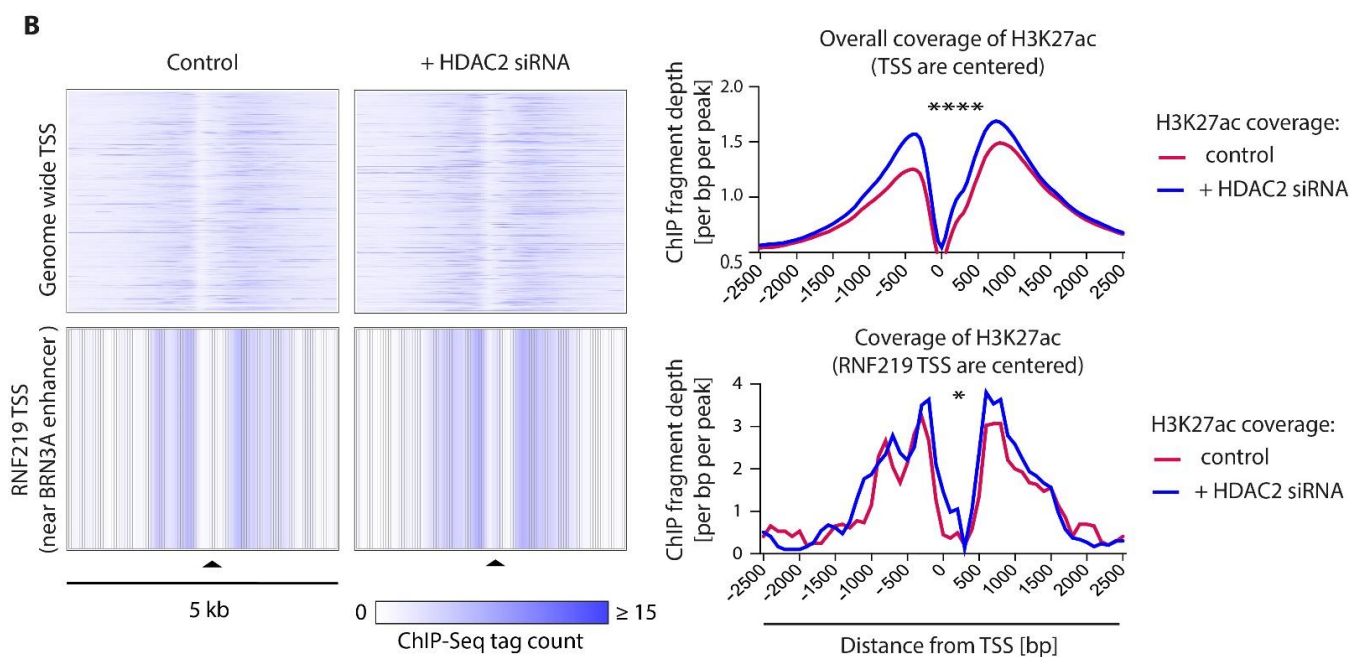 B
Control
+ HDAC2 siRNA
Genome wide TSS
RNF219 TSS
(near BRN3A enhancer )
5 kb
0
≥ 15
ChIP-Seq tag count
Overall coverage of H3K27ac
(TSS are centered)
ChIP fragment depth
[per bp per peak]
2.0
1.5
1.0
0.5
****
-2500
-2000
-1500
-1000
-500
0
500
1000
1500
2000
2500
H3K27ac coverage:
control
+ HDAC2 siRNA
Coverage of H3K27ac
(RNF219 TSS are centered)
ChIP fragment depth
[per bp per peak]
4
3
2
1
0
*
-2500
-2000
-1500
-1000
-500
0
500
1000
1500
2000
2500
Distance from TSS [bp]
H3K27ac coverage:
control
+ HDAC2 siRNA